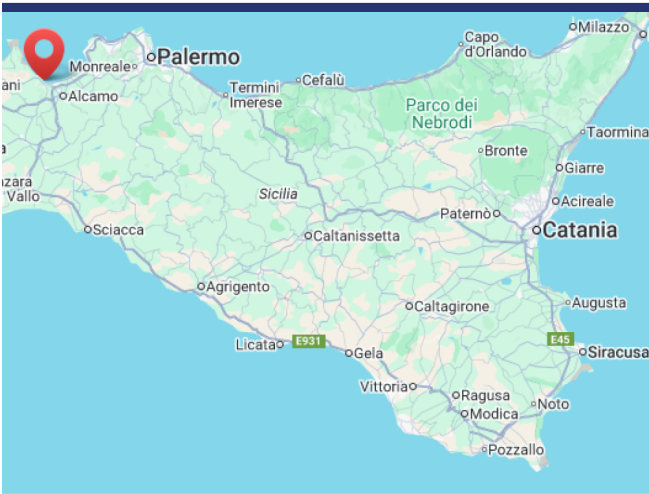 Milazzo
Capo
d'Orlando
Palermo
Monreale
ani
Alcamo
Cefalù
Termini
Imerese
Parco dei
Nebrodi
Taormina
Bronte
a
Giarre
zara
Vallo
Sicilia
Acireale
Paternò
Sciacca
Caltanissetta
Catania
Agrigento
Caltagirone
Augusta
Licata
E931
E45
Gela
Siracusa
Vittoria
Ragusa
Noto
Modica
Pozzallo